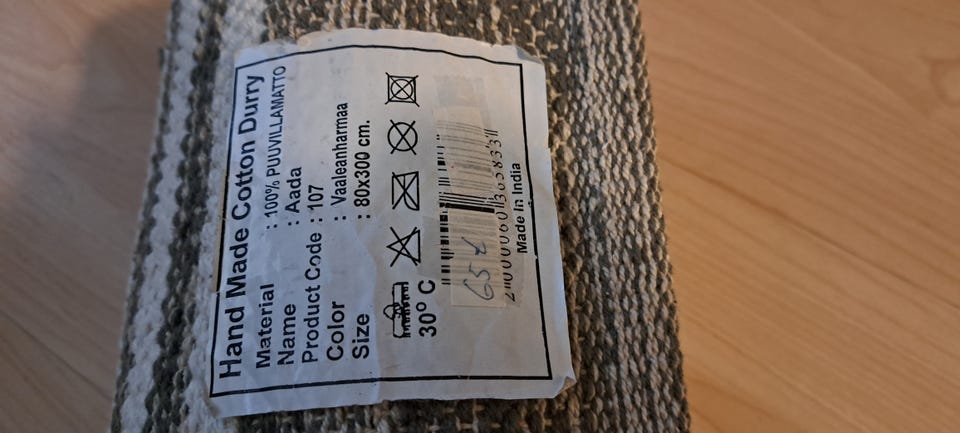 Hand Made Cotton Durry
Material : 100% PUUVILLAMATTO
Name : Aada
Product Code : 107
Color : Vaaleanharmaa
Size : 80x300 cm.
30° C
65 €
Made In India